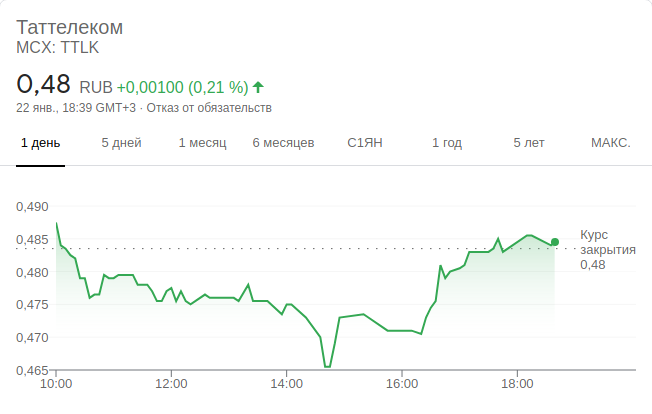 Таттелеком
MCX: TTLK
0,48 RUB +0,00100 (0,21 %)
22 янв., 18:39 GMT+3 · Отказ от обязательств
1 день 5 дней 1 месяц 6 месяцев С1ЯН 1 год 5 лет МАКС.
0,490
0,485
0,480
0,475
0,470
0,465
Курс
закрытия
0,48
10:00 12:00 14:00 16:00 18:00